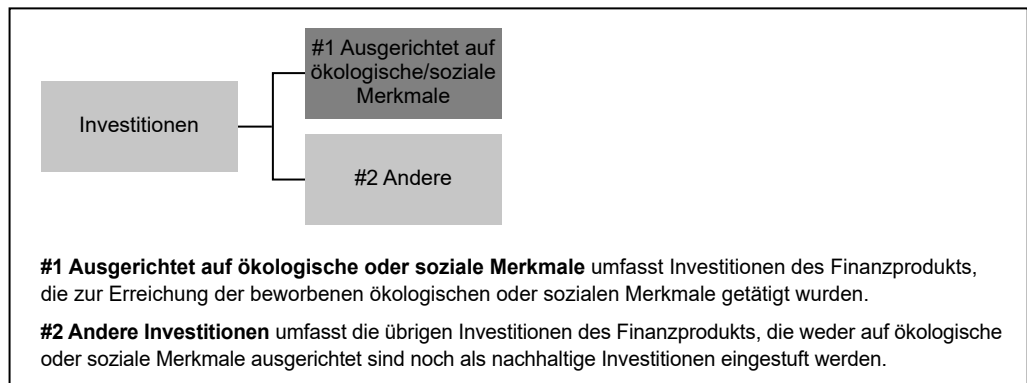 #1 Ausgerichtet auf
ökologische/soziale
Merkmale
Investitionen
#2 Andere
#1 Ausgerichtet auf ökologische oder soziale Merkmale umfasst Investitionen des Finanzprodukts,
die zur Erreichung der beworbenen ökologischen oder sozialen Merkmale getätigt wurden.
#2 Andere Investitionen umfasst die übrigen Investitionen des Finanzprodukts, die weder auf ökologische
oder soziale Merkmale ausgerichtet sind noch als nachhaltige Investitionen eingestuft werden.